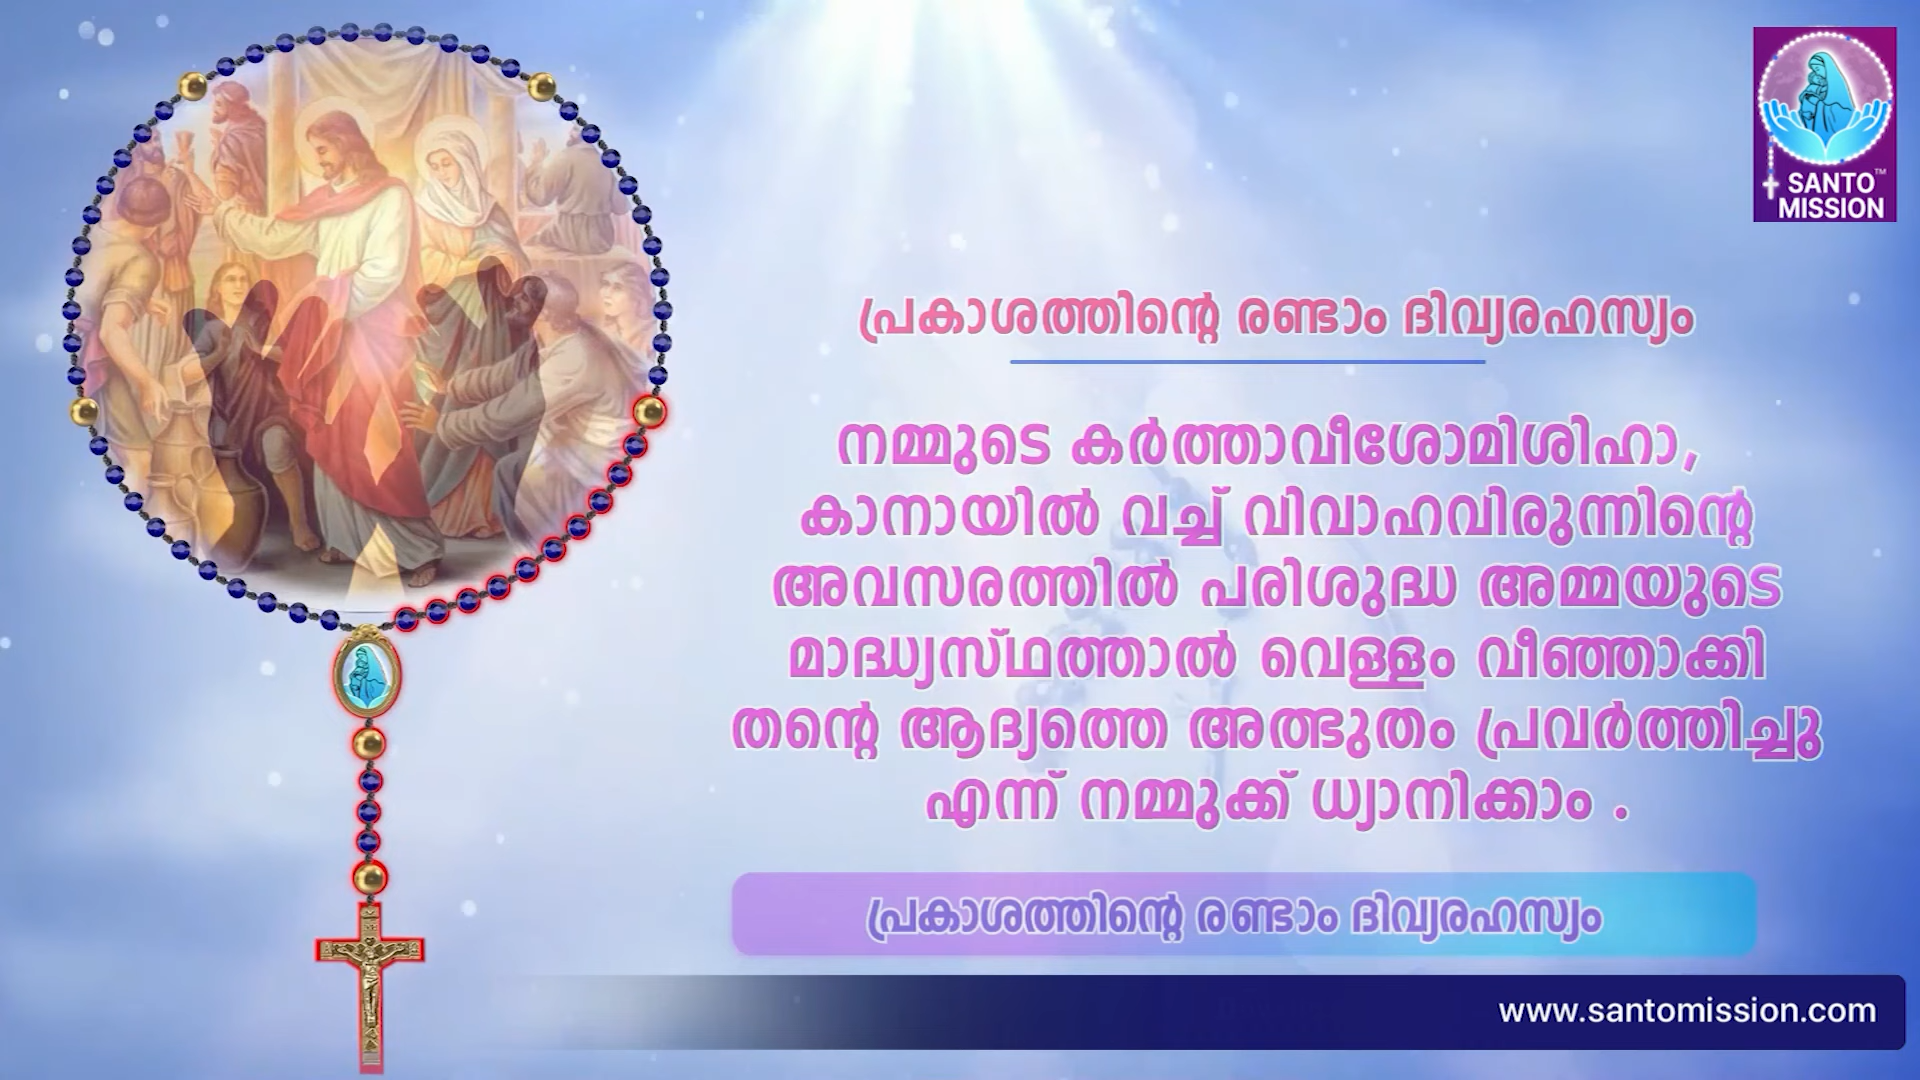 SANTO™
MISSION
പ്രകാശത്തിന്റെ രണ്ടാം ദിവ്യരഹസ്യം
നമ്മുടെ കർത്താവീശോമിശിഹാ,
കാനായിൽ വച്ച് വിവാഹവിരുന്നിന്റെ
അവസരത്തിൽ പരിശുദ്ധ അമ്മയുടെ
മാദ്ധ്യസ്ഥത്താൽ വെള്ളം വീഞ്ഞാക്കി
തന്റെ ആദ്യത്തെ അത്ഭുതം പ്രവർത്തിച്ചു
എന്ന് നമ്മുക്ക് ധ്യാനിക്കാം .
പ്രകാശത്തിന്റെ രണ്ടാം ദിവ്യരഹസ്യം
www.santomission.com